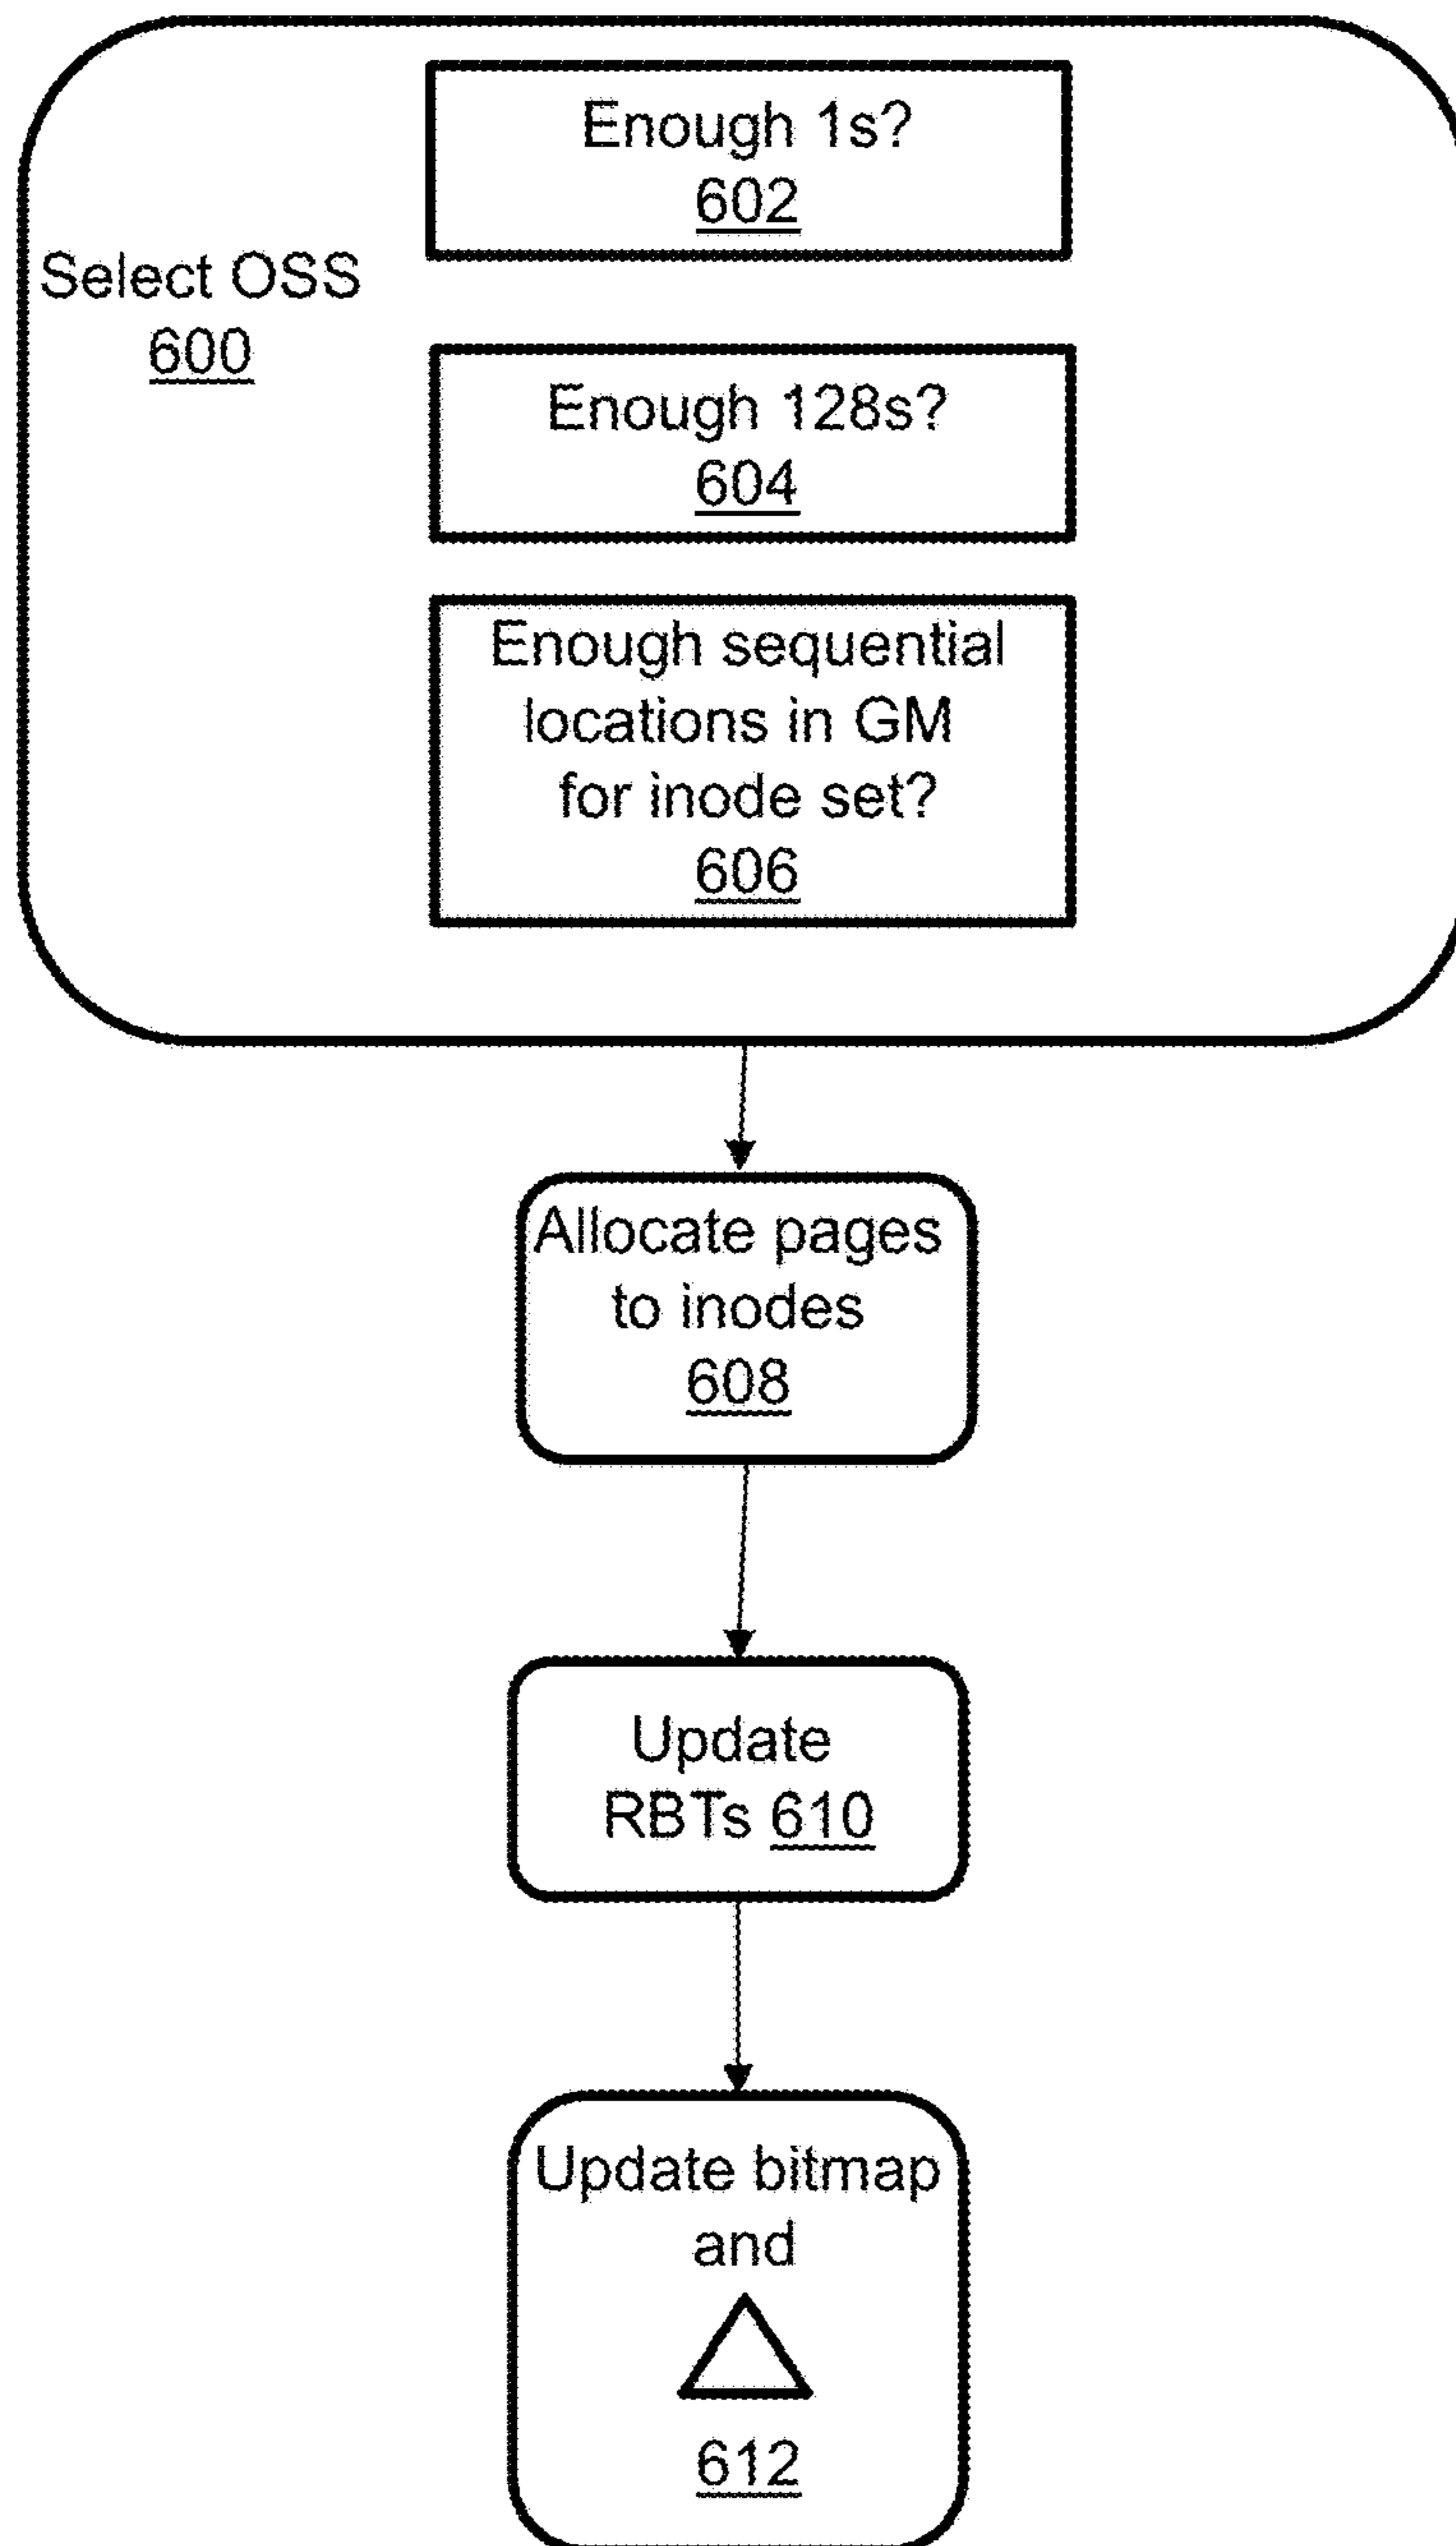 Enough 1s?
602
Select OSS
600
Enough 128s?
604
Enough sequential
locations in GM
for inode set?
606
Allocate pages
to inodes
608
Update
RBTs 610
Update bitmap
and
612